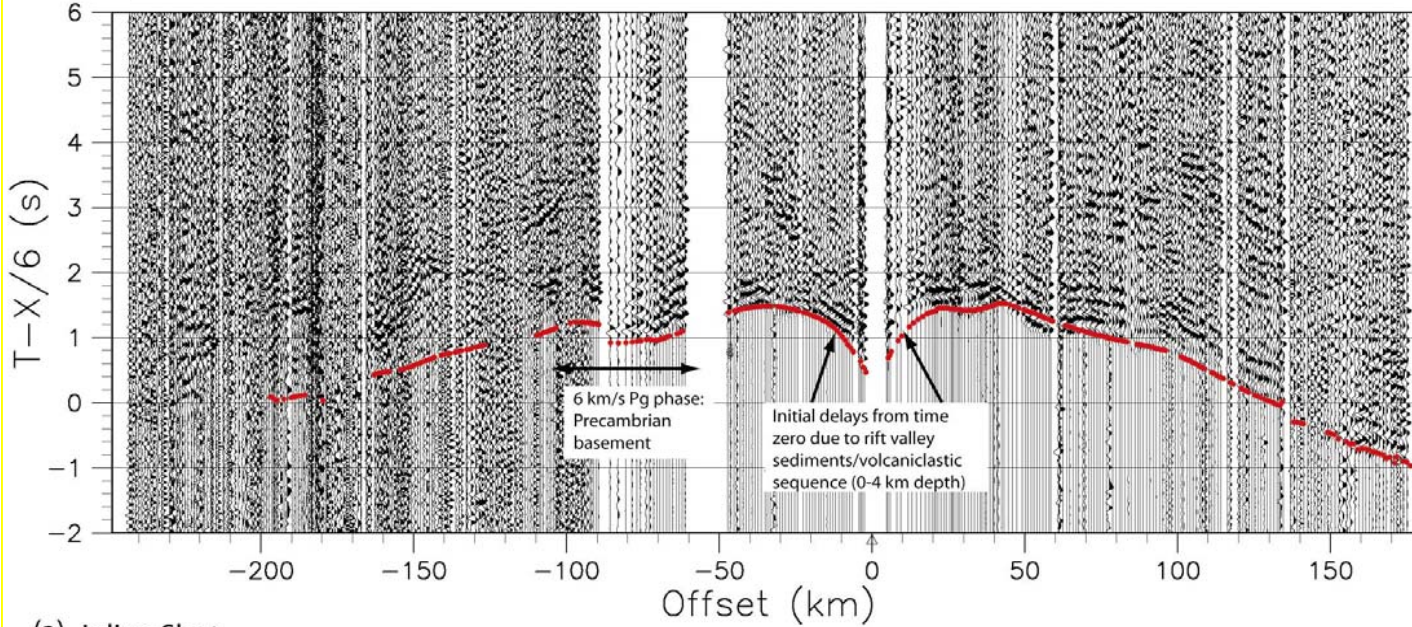 6
5
4
3
2
1
0
−1
−2
T−X/6 (s)
6 km/s Pg phase:
Precambrian
basement
Initial delays from time
zero due to rift valley
sediments/volcaniclastic
sequence (0-4 km depth)
−200 −150 −100 −50 0 50 100 150
Offset (km)